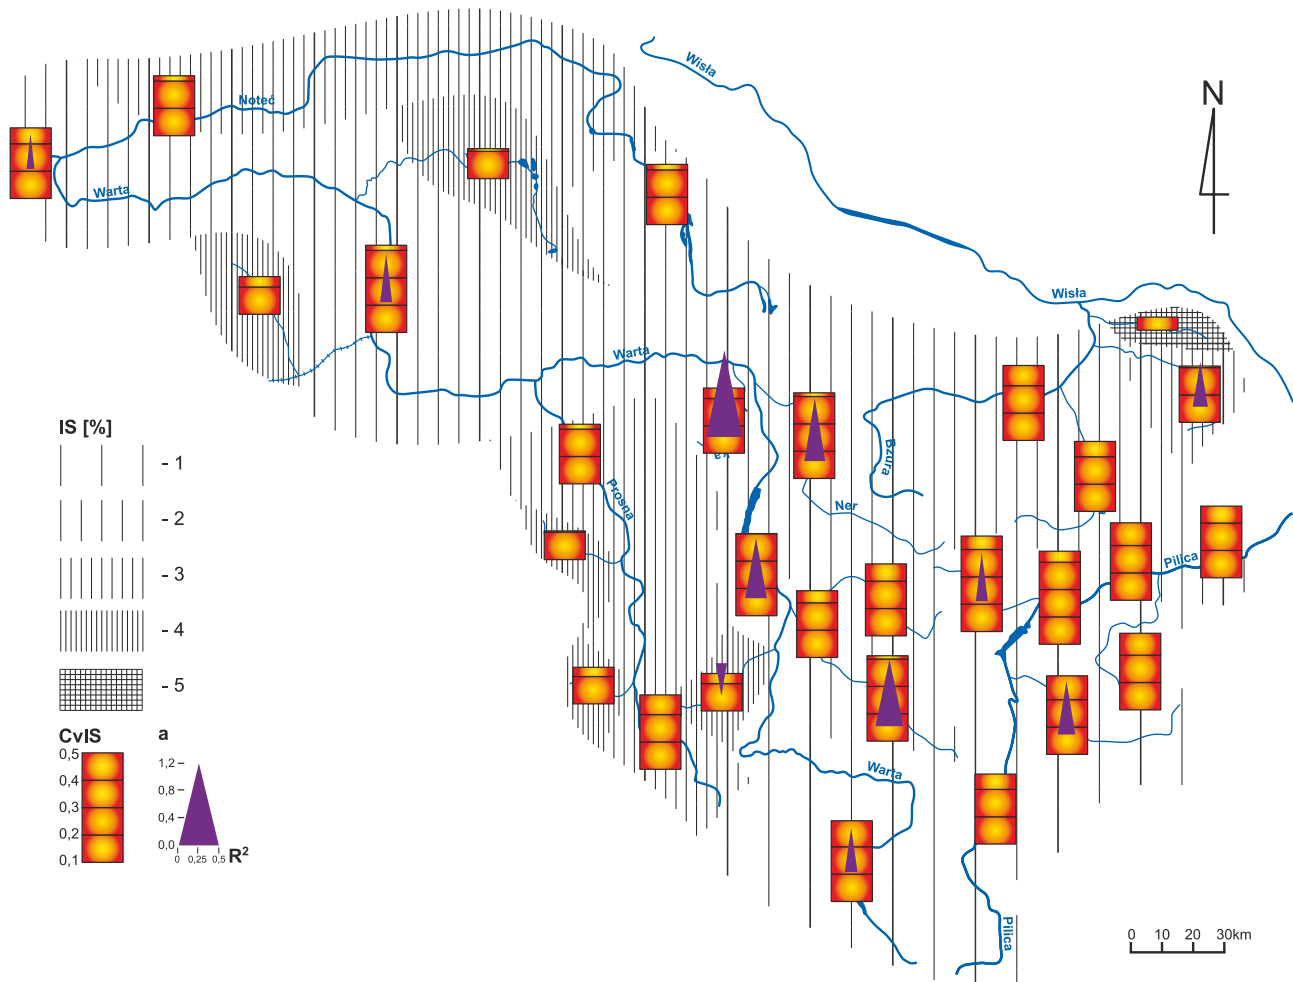 Wisła
N
Noteć
Warta
Wisła
Warta
Bzura
Prosna
Ner
Pilica
Warta
Pilica
IS [%]
- 1
- 2
- 3
- 4
- 5
CvIS
0,5
0,4
0,3
0,2
0,1
a
1,2
0,8
0,4
0,0
0 0,25 0,5 R²
0 10 20 30km